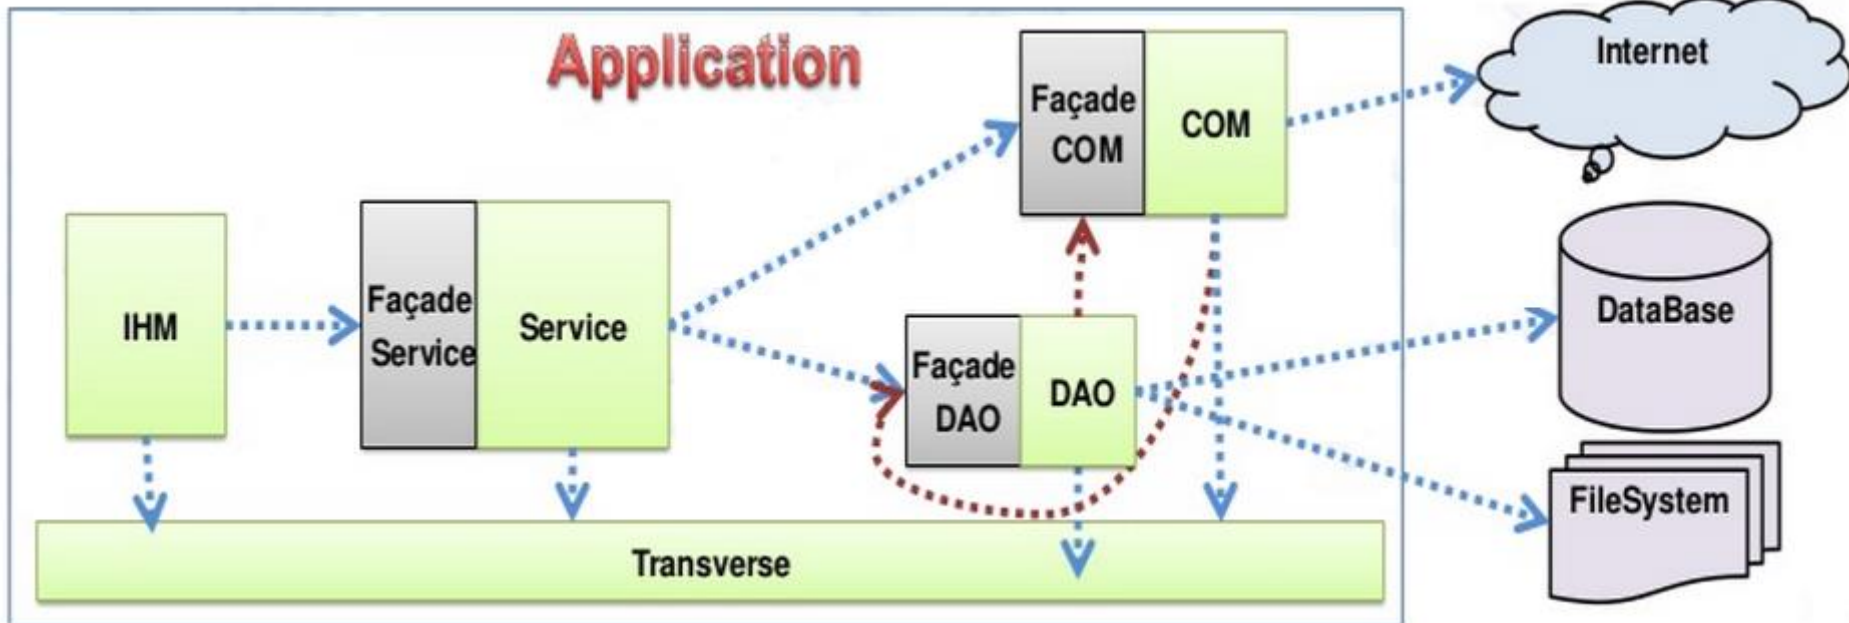 Application
Internet
Façade
COM
COM
IHM
Façade
Service
Service
Façade
DAO
DAO
DataBase
FileSystem
Transverse